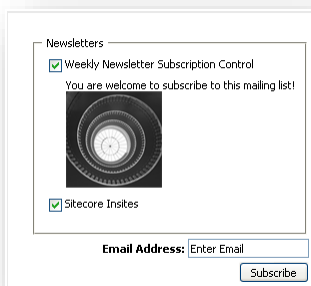 Newsletters
Weekly Newsletter Subscription Control
You are welcome to subscribe to this mailing list!
Sitecore Insites
Email Address: Enter Email
Subscribe